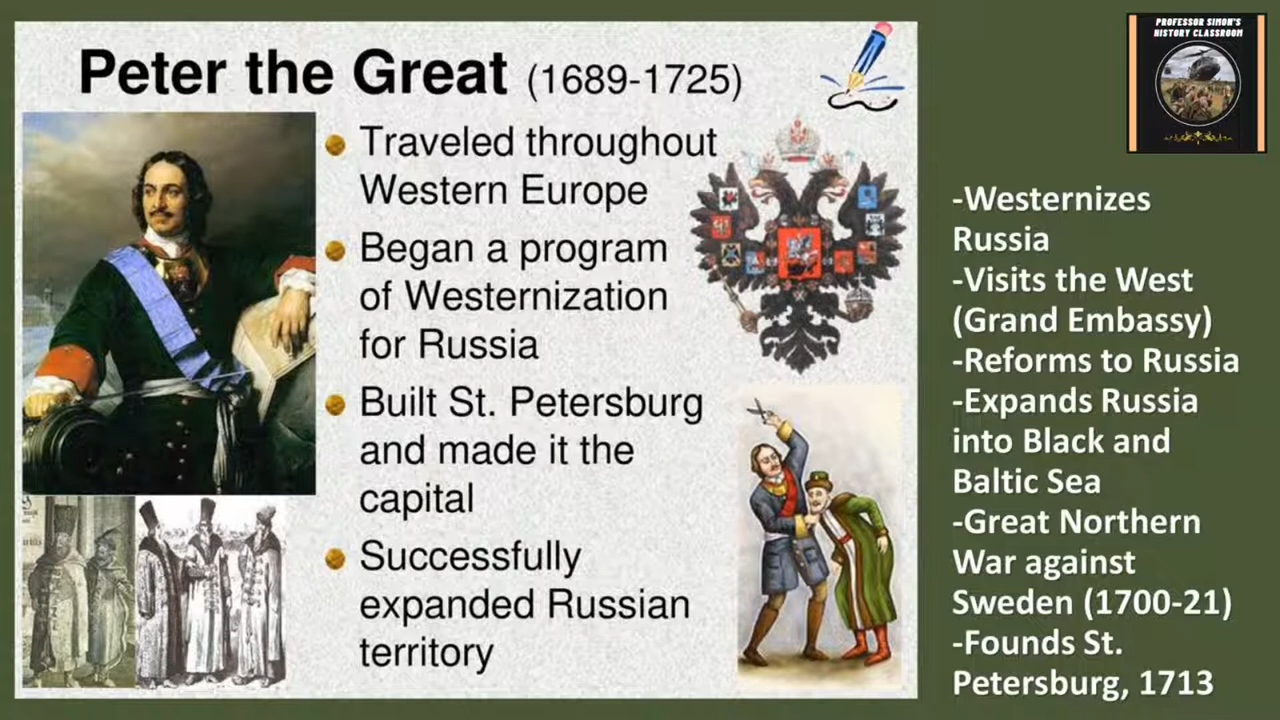 Peter the Great (1689-1725)
Traveled throughout
Western Europe
Began a program
of Westernization
for Russia
Built St. Petersburg
and made it the
capital
Successfully
expanded Russian
territory
PROFESSOR SIMON'S
HISTORY CLASSROOM
-Westernizes
Russia
-Visits the West
(Grand Embassy)
-Reforms to Russia
-Expands Russia
into Black and
Baltic Sea
-Great Northern
War against
Sweden (1700-21)
-Founds St.
Petersburg, 1713